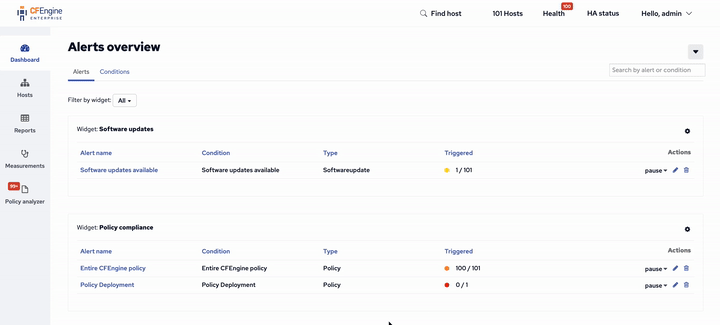 CFEngine
ENTERPRISE
Find host
101 Hosts
Health
100
HA status
Hello, admin
Dashboard
Hosts
Reports
Measurements
99+
Policy analyzer
Alerts overview
Alerts
Conditions
Search by alert or condition
Filter by widget:
All
Widget: Software updates
Alert name Condition Type Triggered Actions
Software updates available Software updates available Softwareupdate 1 / 101 pause
Widget: Policy compliance
Alert name Condition Type Triggered Actions
Entire CFEngine policy Entire CFEngine policy Policy 100 / 101 pause
Policy Deployment Policy Deployment Policy 0 / 1 pause